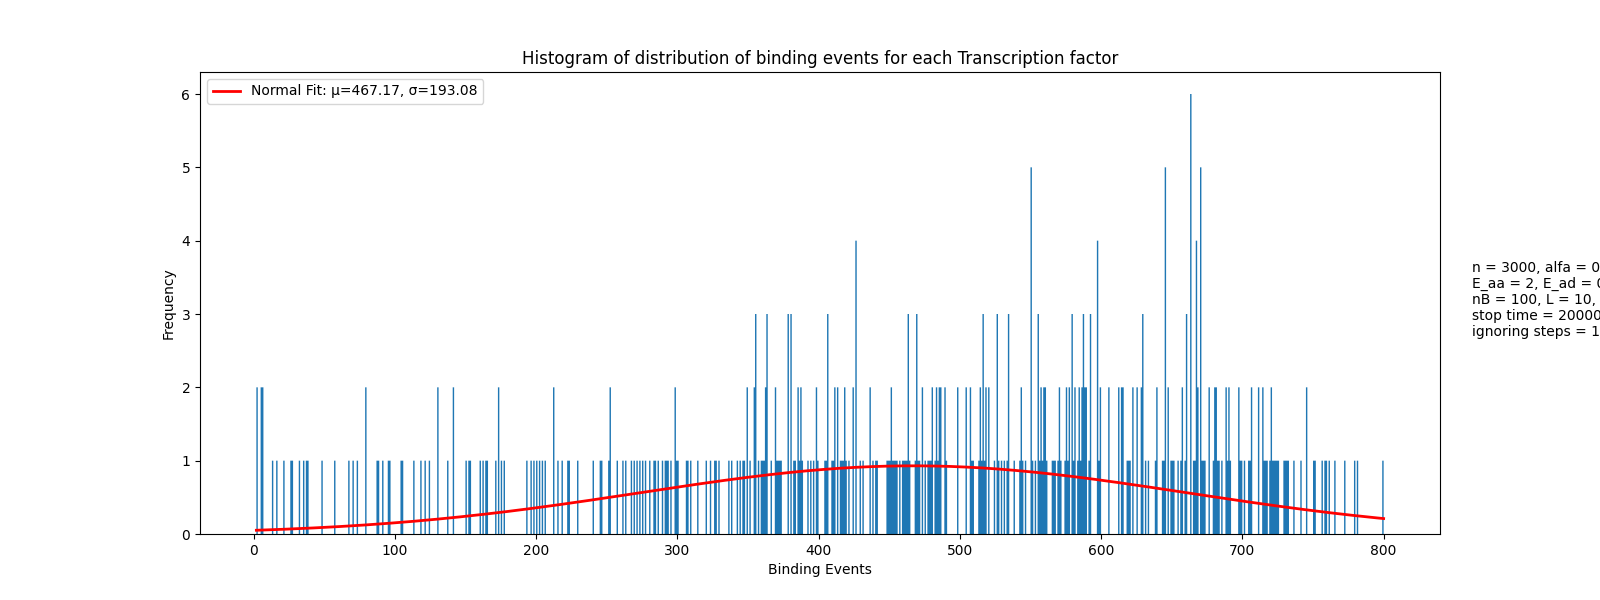 Histogram of distribution of binding events for each Transcription factor
Normal Fit: μ=467.17, σ=193.08
6
5
4
3
2
1
0
Frequency
0 100 200 300 400 500 600 700 800
Binding Events
n = 3000, alfa = 0
E_aa = 2, E_ad = 0
nB = 100, L = 10,
stop time = 20000
ignoring steps = 1